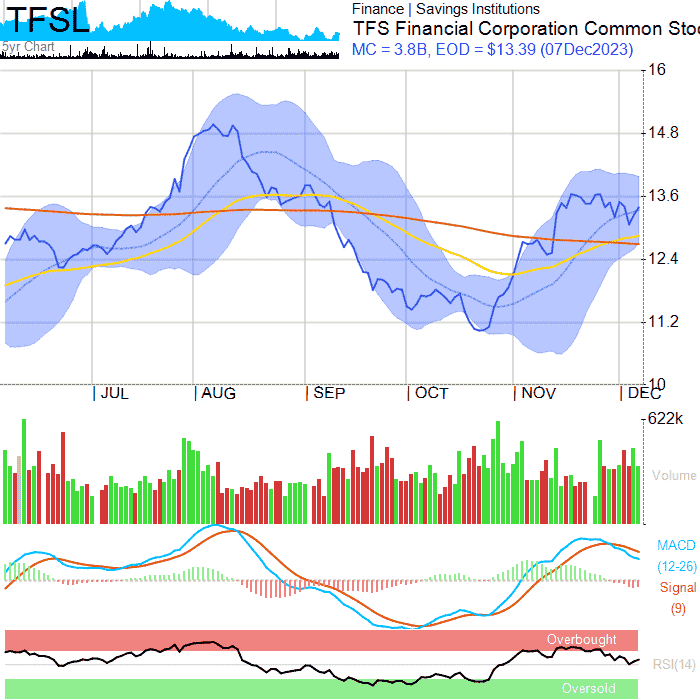 TFSL
5yr Chart
Finance | Savings Institutions
TFS Financial Corporation Common Stoc
MC = 3.8B, EOD = $13.39 (07Dec2023)
16
14.8
13.6
12.4
11.2
10
| JUL | AUG | SEP | OCT | NOV | DEC
622k
Volume
MACD
(12-26)
Signal
(9)
Overbought
RSI(14)
Oversold